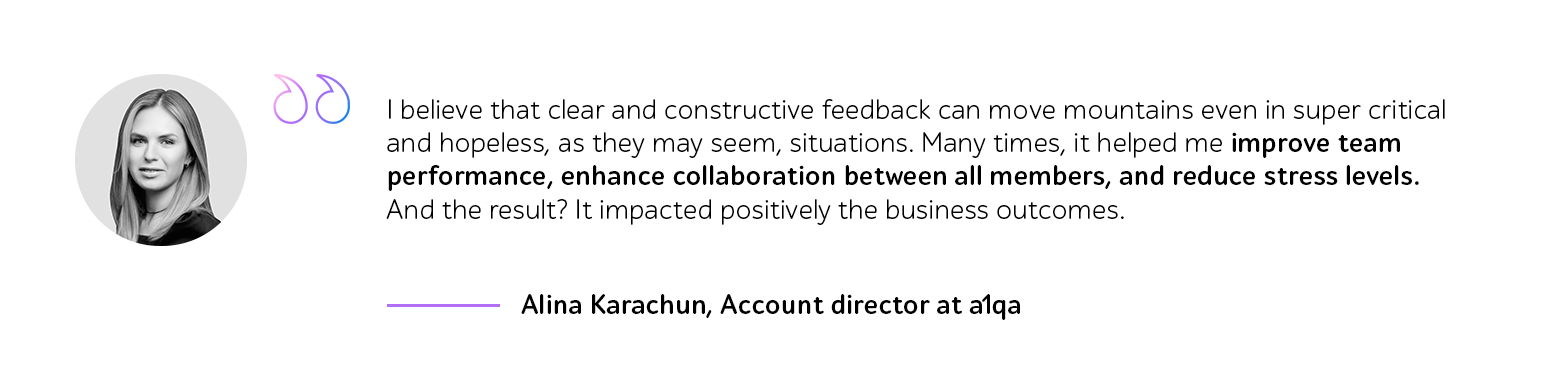 I believe that clear and constructive feedback can move mountains even in super critical
and hopeless, as they may seem, situations. Many times, it helped me improve team
performance, enhance collaboration between all members, and reduce stress levels.
And the result? It impacted positively the business outcomes.
Alina Karachun, Account director at a1qa